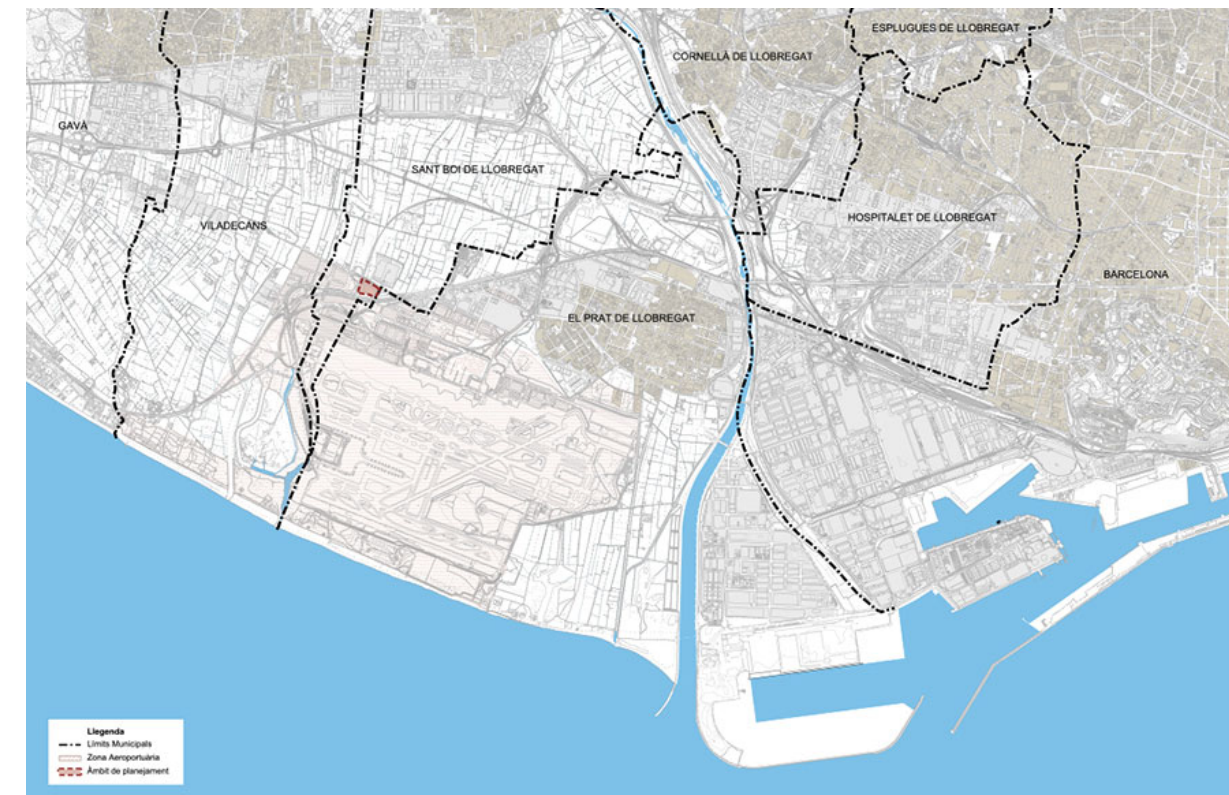 ESPLUGUES DE LLOBREGAT
CORNELLÀ DE LLOBREGAT
GAVÀ
SANT BOI DE LLOBREGAT
HOSPITALET DE LLOBREGAT
VILADECANS
BARCELONA
EL PRAT DE LLOBREGAT
Llegenda
Límits Municipals
Zona Aeroportuària
Àmbit de planejament